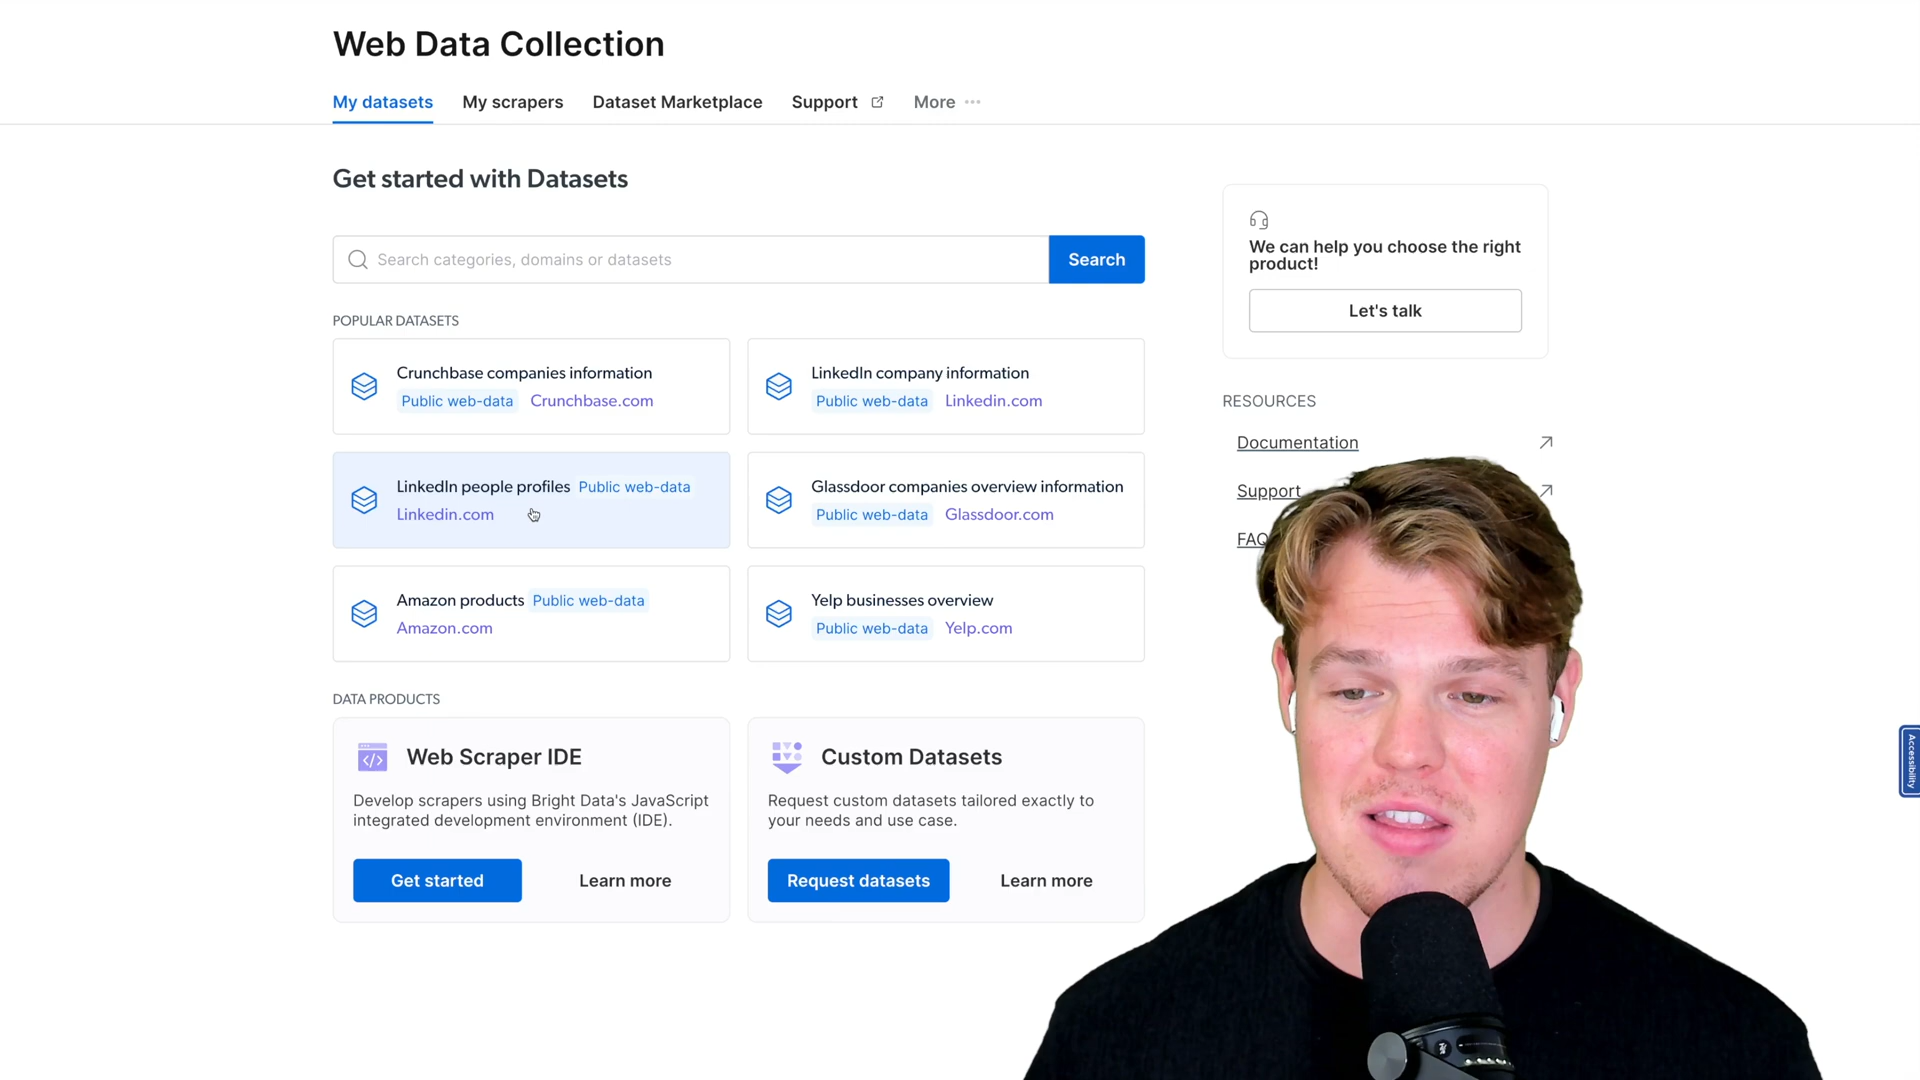 Web Data Collection
My datasets My scrapers Dataset Marketplace Support More
Get started with Datasets
Search categories, domains or datasets Search
POPULAR DATASETS
Crunchbase companies information
Public web-data Crunchbase.com
LinkedIn company information
Public web-data Linkedin.com
LinkedIn people profiles Public web-data
Linkedin.com
Glassdoor companies overview information
Public web-data Glassdoor.com
Amazon products Public web-data
Amazon.com
Yelp businesses overview
Public web-data Yelp.com
DATA PRODUCTS
Web Scraper IDE
Develop scrapers using Bright Data's JavaScript
integrated development environment (IDE).
Get started Learn more
Custom Datasets
Request custom datasets tailored exactly to
your needs and use case.
Request datasets Learn more
We can help you choose the right
product!
Let's talk
RESOURCES
Documentation
Support
FAQ
Accessibility